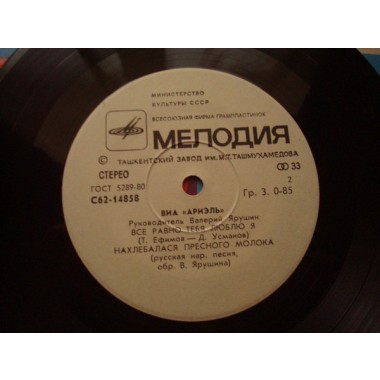 МИНИСТЕРСТВО
КУЛЬТУРЫ СССР
ВСЕСОЮЗНАЯ ФИРМА ГРАМПЛАСТИНОК
МЕЛОДИЯ
ТАШКЕНТСКИЙ ЗАВОД им. М.Т. ТАШМУХАМЕДОВА
СТЕРЕО
33
ГОСТ 5289-80
2
С62-14858
Гр. 3. 0-85
ВИА «АРИЭЛЬ»
Руководитель Валерий Ярушин
ВСЕ РАВНО ТЕБЯ ЛЮБЛЮ Я
(Т. Ефимов — Д. Усманов)
НАХЛЕБАЛАСЯ ПРЕСНОГО МОЛОКА
(русская нар. песня,
обр. В. Ярушина)